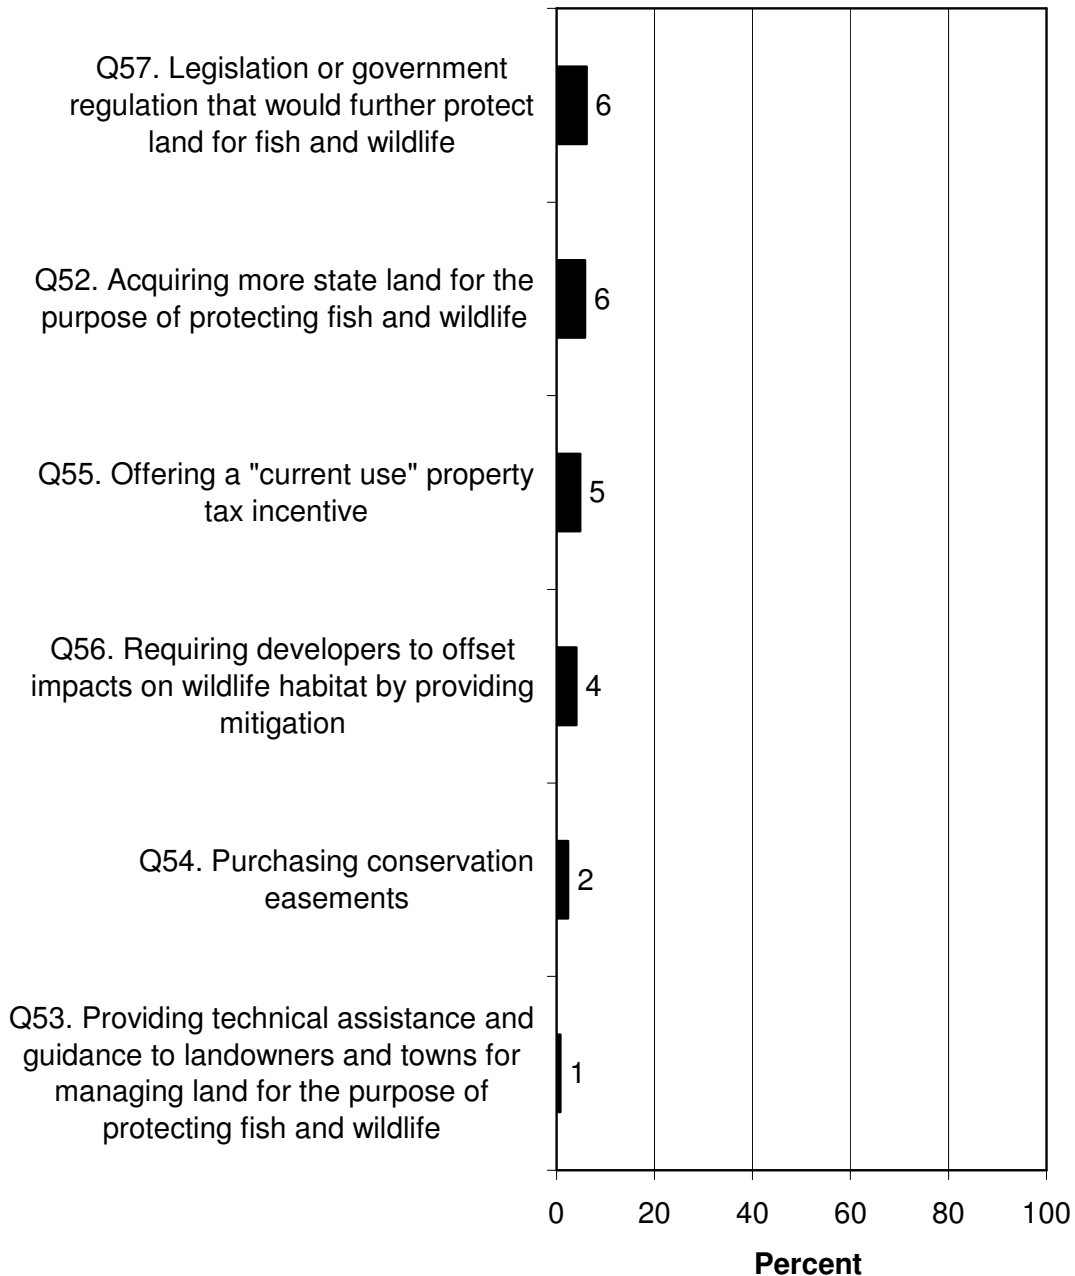 Q57. Legislation or government
regulation that would further protect
land for fish and wildlife
6
Q52. Acquiring more state land for the
purpose of protecting fish and wildlife
6
Q55. Offering a "current use" property
tax incentive
5
Q56. Requiring developers to offset
impacts on wildlife habitat by providing
mitigation
4
Q54. Purchasing conservation
easements
2
Q53. Providing technical assistance and
guidance to landowners and towns for
managing land for the purpose of
protecting fish and wildlife
1
0 20 40 60 80 100
Percent